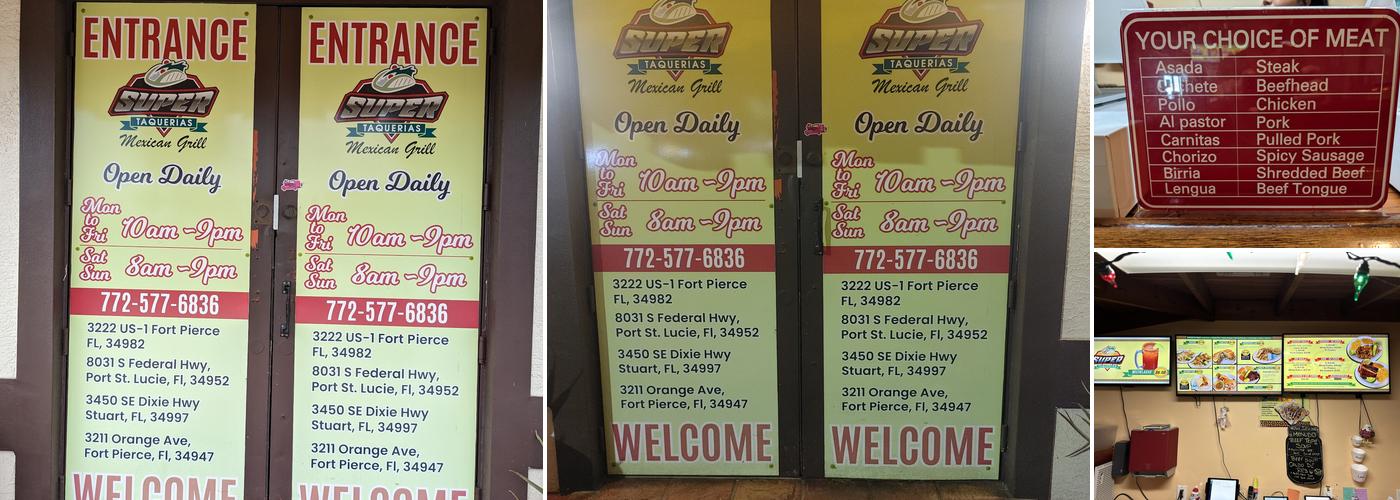 ENTRANCE
SUPER
TAQUERIAS
Mexican Grill
Open Daily
Mon to Fri 10am -9pm
Sat Sun 8am -9pm
772-577-6836
3222 US-1 Fort Pierce
FL, 34982
8031 S Federal Hwy,
Port St. Lucie, Fl, 34952
3450 SE Dixie Hwy
Stuart, FL, 34997
3211 Orange Ave,
Fort Pierce, FL, 34947
WELCOME
ENTRANCE
SUPER
TAQUERIAS
Mexican Grill
Open Daily
Mon to Fri 10am -9pm
Sat Sun 8am -9pm
772-577-6836
3222 US-1 Fort Pierce
FL, 34982
8031 S Federal Hwy,
Port St. Lucie, Fl, 34952
3450 SE Dixie Hwy
Stuart, FL, 34997
3211 Orange Ave,
Fort Pierce, FL, 34947
WELCOME
SUPER
TAQUERIAS
Mexican Grill
Open Daily
Mon to Fri 10am -9pm
Sat Sun 8am -9pm
772-577-6836
3222 US-1 Fort Pierce
FL, 34982
8031 S Federal Hwy,
Port St. Lucie, Fl, 34952
3450 SE Dixie Hwy
Stuart, FL, 34997
3211 Orange Ave,
Fort Pierce, FL, 34947
WELCOME
SUPER
TAQUERIAS
Mexican Grill
Open Daily
Mon to Fri 10am -9pm
Sat Sun 8am -9pm
772-577-6836
3222 US-1 Fort Pierce
FL, 34982
8031 S Federal Hwy,
Port St. Lucie, Fl, 34952
3450 SE Dixie Hwy
Stuart, FL, 34997
3211 Orange Ave,
Fort Pierce, FL, 34947
WELCOME
YOUR CHOICE OF MEAT
Asada Steak
Beefhead
Pollo Chicken
Al pastor Pork
Carnitas Pulled Pork
Chorizo Spicy Sausage
Birria Shredded Beef
Lengua Beef Tongue
SUPER
MENUDO
BEEF TRIPE
SOUP
BEEF SOUP
CALDO DE
RES